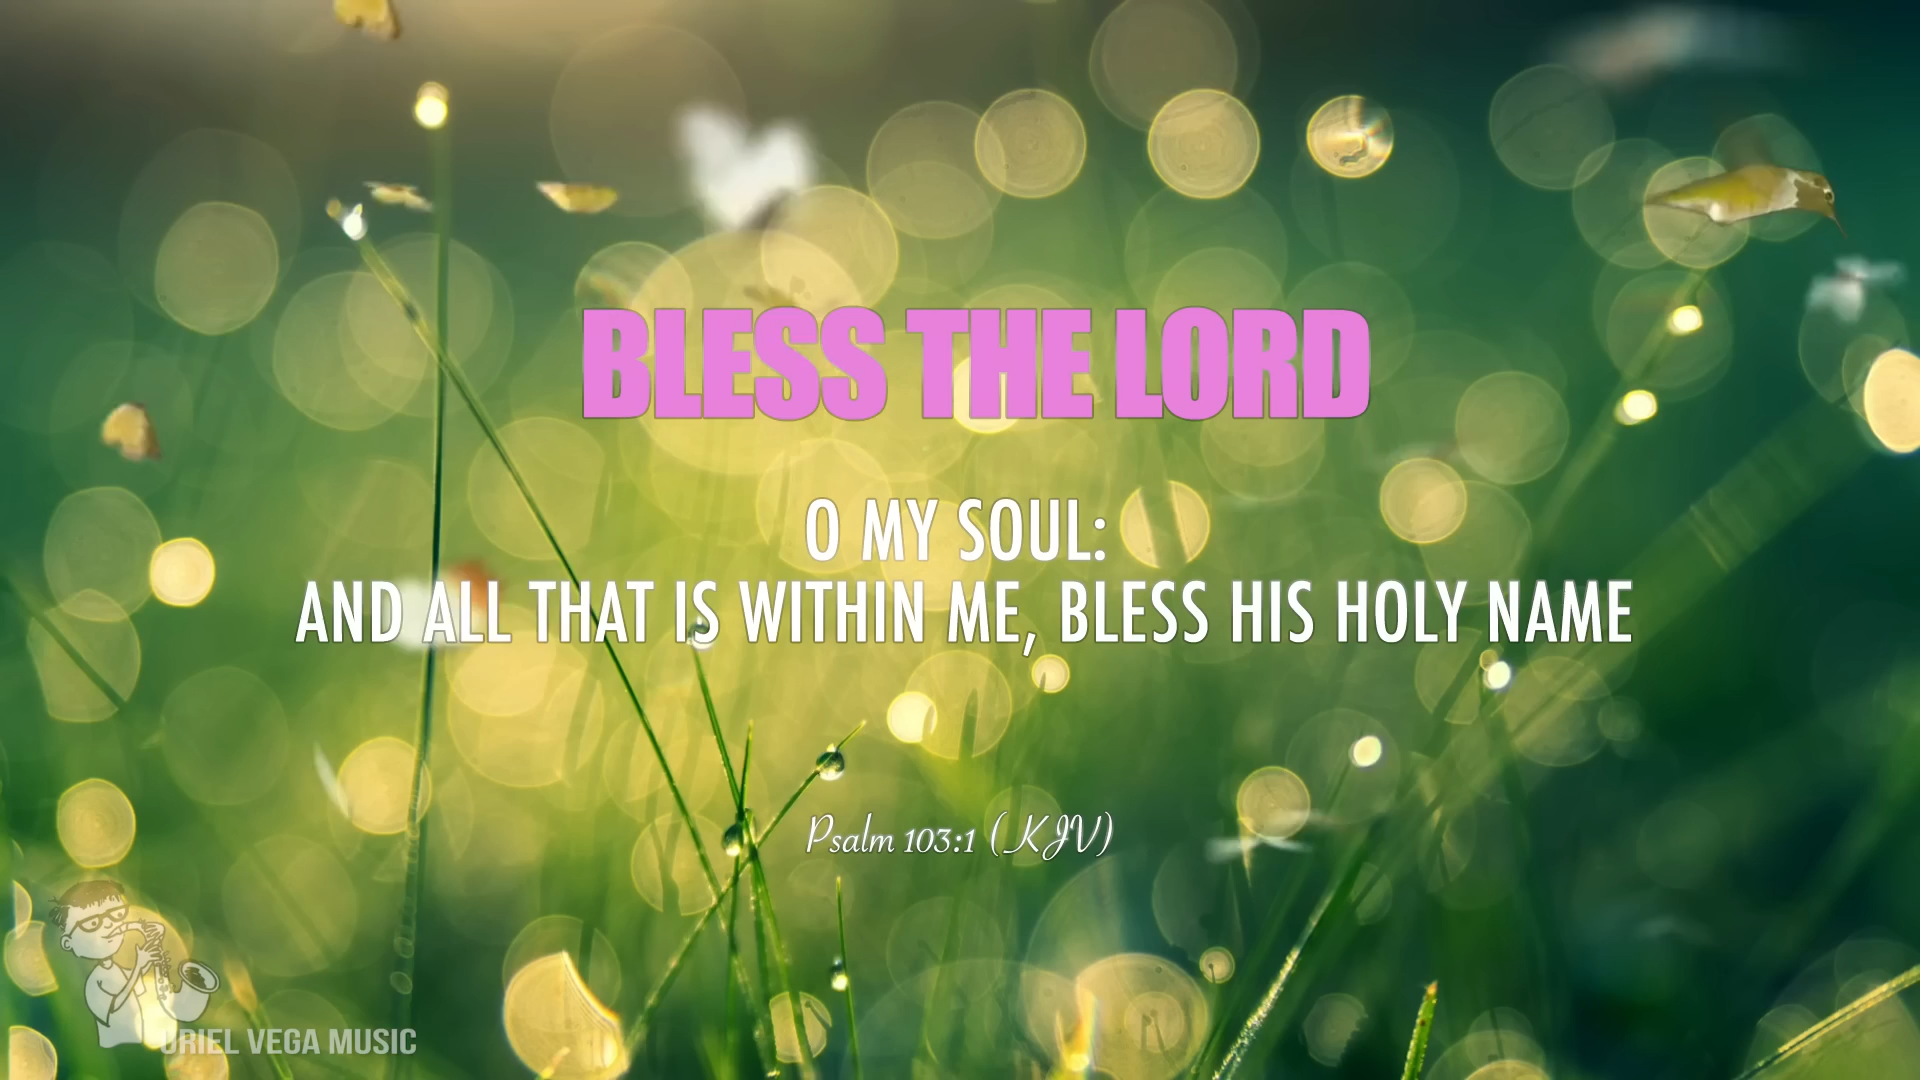 BLESS THE LORD
O MY SOUL:
AND ALL THAT IS WITHIN ME, BLESS HIS HOLY NAME
Psalm 103:1 (KJV)
URIEL VEGA MUSIC